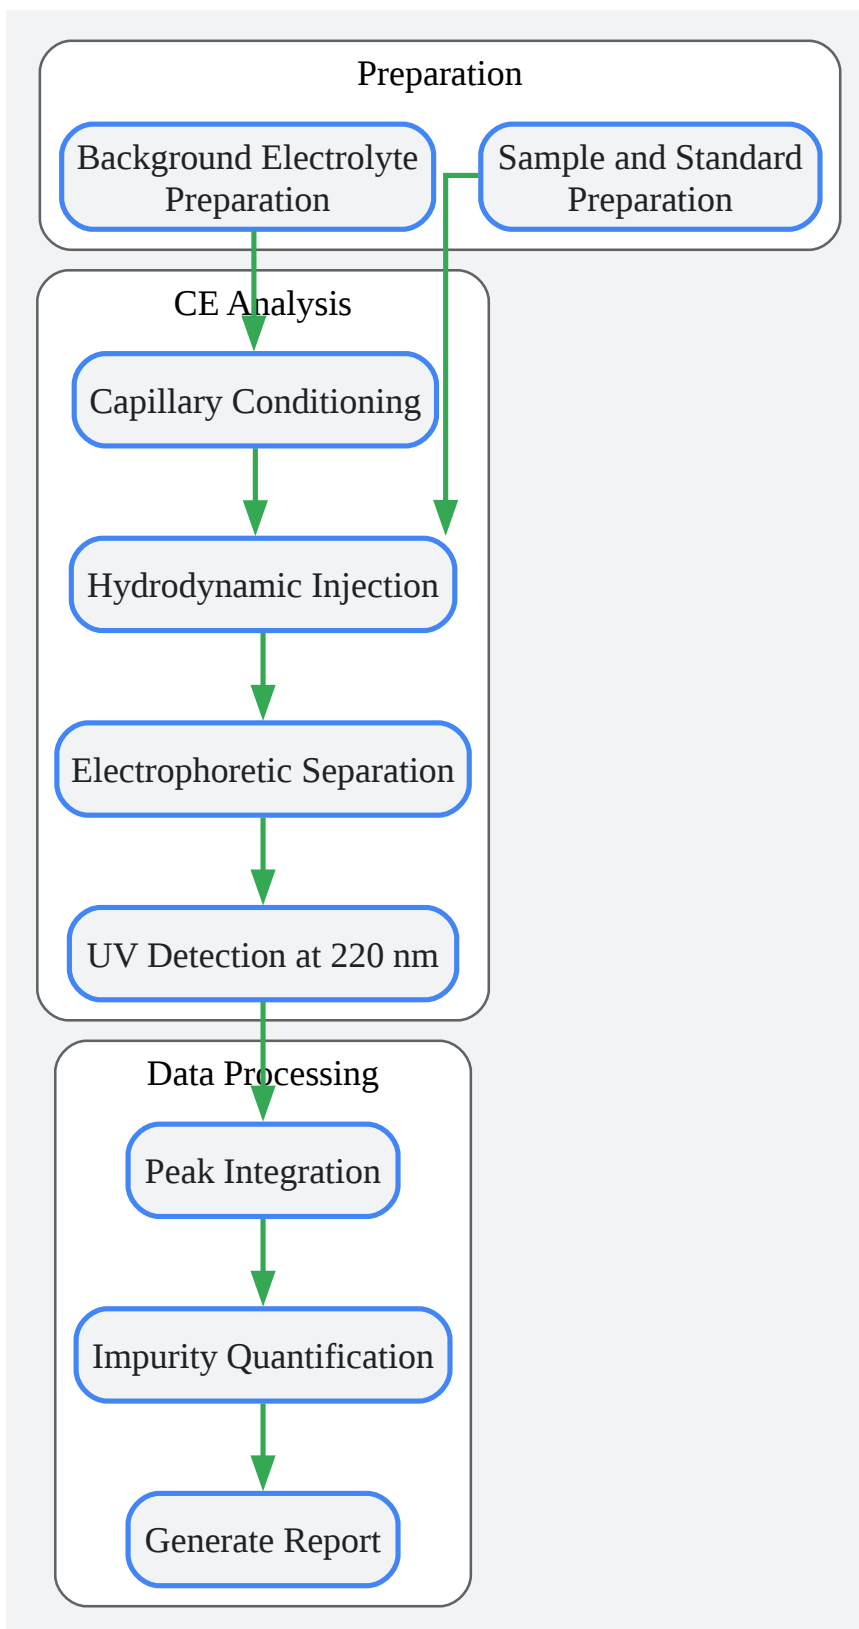 Preparation
Background Electrolyte
Preparation
Sample and Standard
Preparation
CE Analysis
Capillary Conditioning
Hydrodynamic Injection
Electrophoretic Separation
UV Detection at 220 nm
Data Processing
Peak Integration
Impurity Quantification
Generate Report